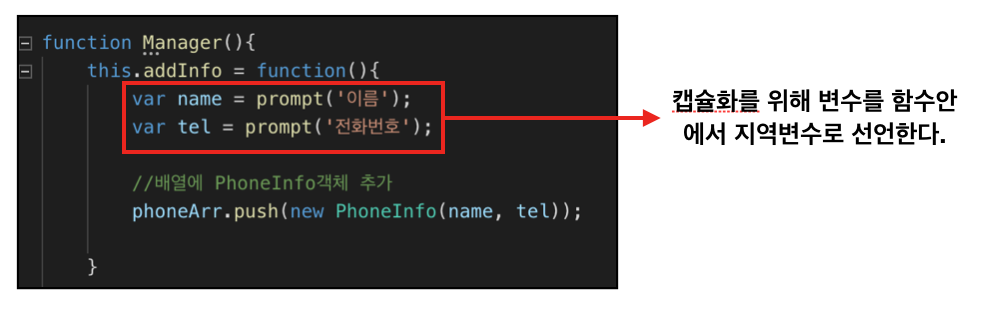 function Manager(){
this.addInfo = function(){
var name = prompt('이름');
var tel = prompt('전화번호');
//배열에 PhoneInfo객체 추가
phoneArr.push(new PhoneInfo(name, tel));
}
캡슐화를 위해 변수를 함수안
에서 지역변수로 선언한다.